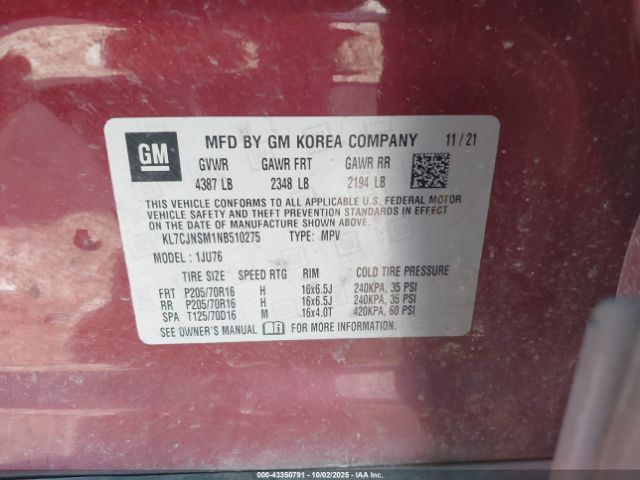 GM
MFD BY GM KOREA COMPANY 11 / 21
GVWR GAWR FRT GAWR RR
4387 LB 2348 LB 2194 LB
THIS VEHICLE CONFORMS TO ALL APPLICABLE U. S. FEDERAL MOTOR
VEHICLE SAFETY AND THEFT PREVENTION STANDARDS IN EFFECT ON
THE DATE OF MANUFACTURE SHOWN ABOVE.
KL7CJNSM1NB510275 TYPE: MPV
MODEL : 1JU76
TIRE SIZE SPEED RTG RIM COLD TIRE PRESSURE
FRT P205/70R16 H 16x6.5J 240KPA, 35 PSI
RR P205/70R16 H 16x6.5J 240KPA, 35 PSI
SPA T125/70D16 M 16x4.0T 420KPA, 60 PSI
SEE OWNER'S MANUAL FOR MORE INFORMATION.
000-43350791 - 10/02/2025 - IAAI.com